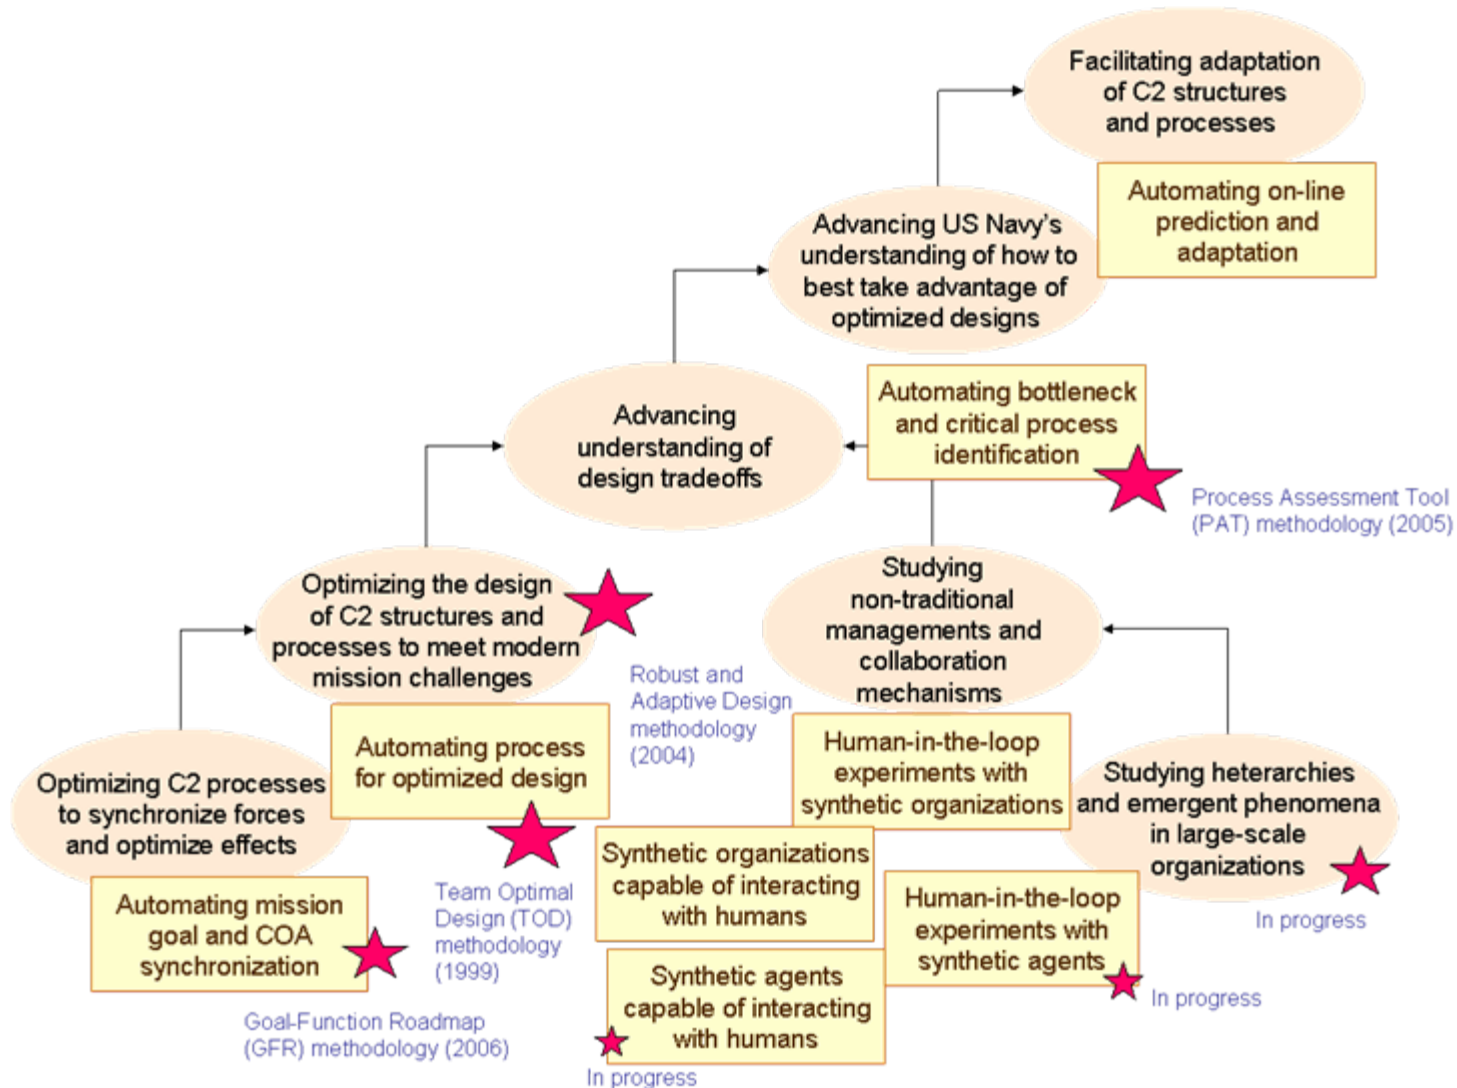 Facilitating adaptation
of C2 structures
and processes
Automating on-line
prediction and
adaptation
Advancing US Navy's
understanding of how to
best take advantage of
optimized designs
Automating bottleneck
and critical process
identification
Advancing
understanding of
design tradeoffs
Process Assessment Tool
(PAT) methodology (2005)
Optimizing the design
of C2 structures and
processes to meet modern
mission challenges
Studying
non-traditional
managements and
collaboration
mechanisms
Robust and
Adaptive Design
methodology
(2004)
Automating process
for optimized design
Human-in-the-loop
experiments with
synthetic organizations
Optimizing C2 processes
to synchronize forces
and optimize effects
Studying heterarchies
and emergent phenomena
in large-scale
organizations
In progress
Synthetic organizations
capable of interacting
with humans
Team Optimal
Design (TOD)
methodology
(1999)
Human-in-the-loop
experiments with
synthetic agents
In progress
Automating mission
goal and COA
synchronization
Synthetic agents
capable of interacting
with humans
In progress
Goal-Function Roadmap
(GFR) methodology (2006)